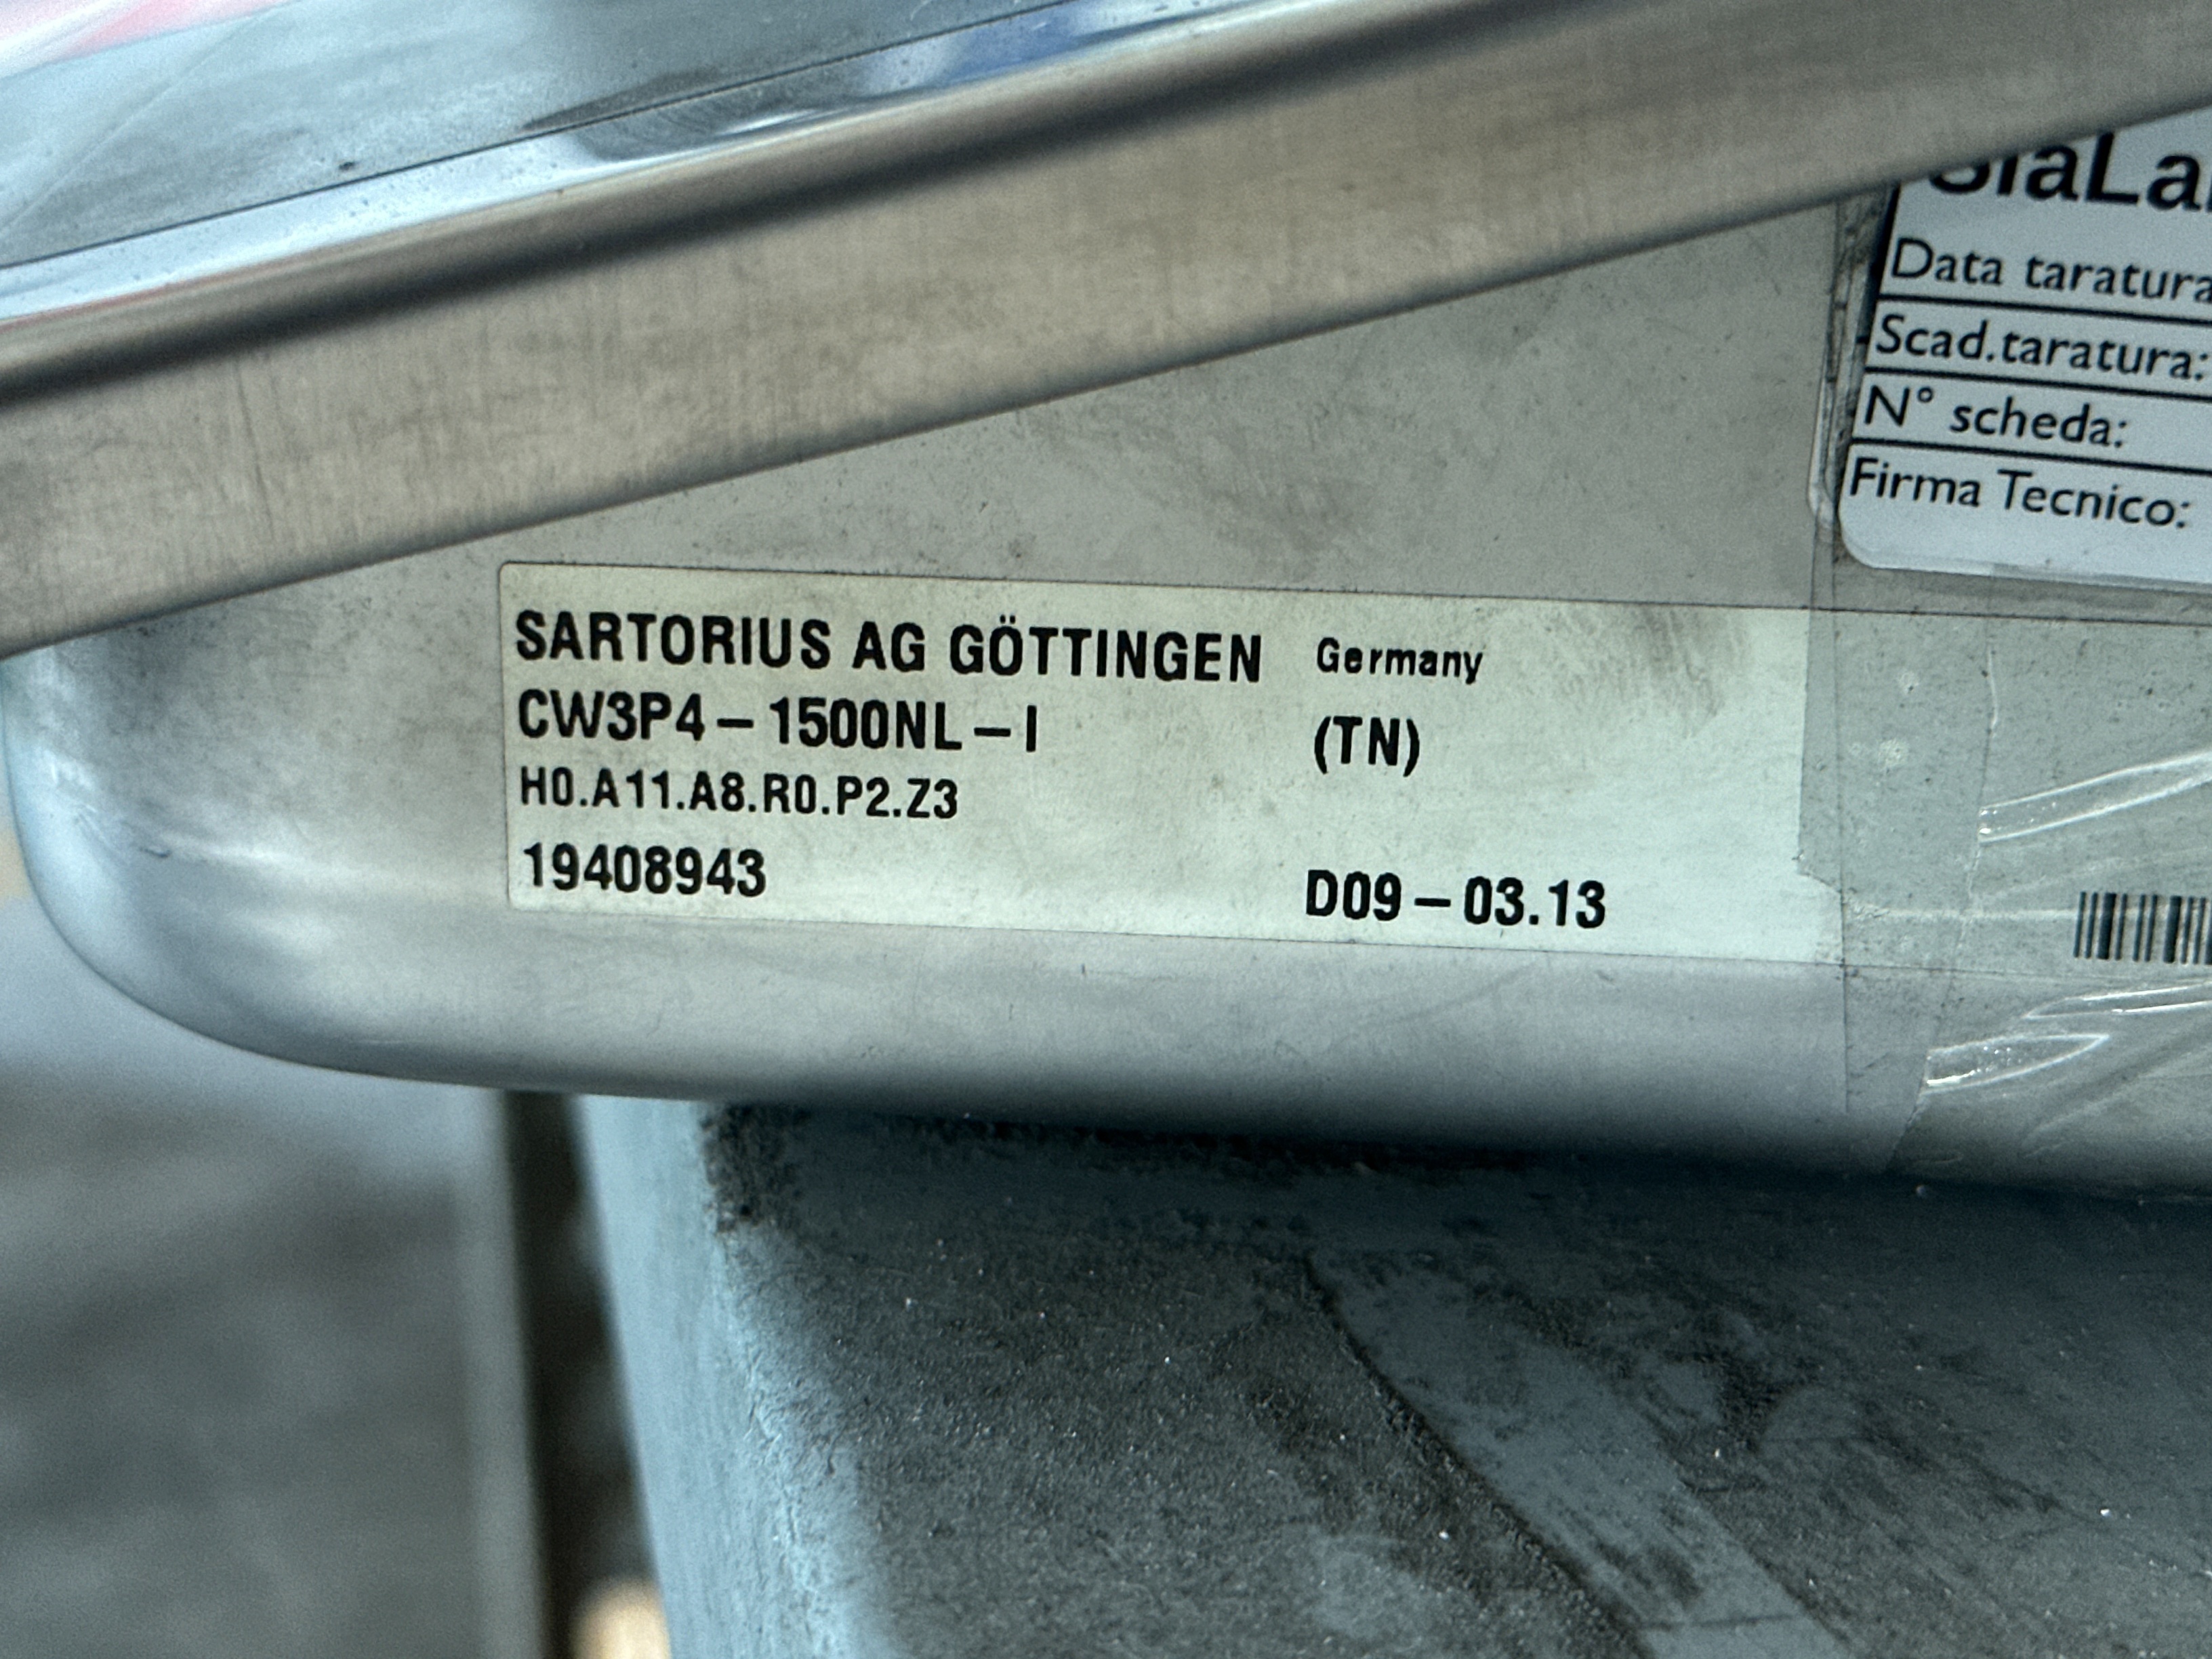 Data taratura
Scad.taratura:
N° scheda:
Firma Tecnico:
SARTORIUS AG GÖTTINGEN Germany
CW3P4-1500NL-I (TN)
H0.A11.A8.R0.P2.Z3
19408943 D09-03.13